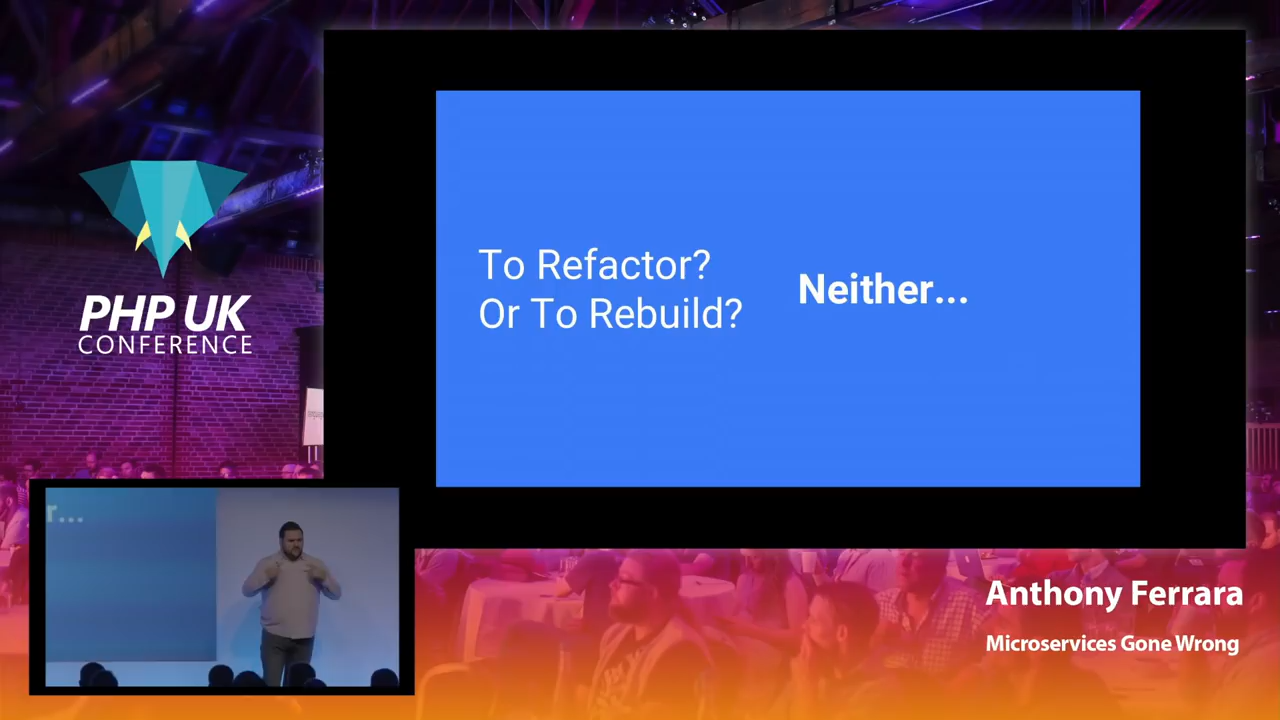 PHP UK
CONFERENCE
To Refactor?
Or To Rebuild?
Neither...
r...
Anthony Ferrara
Microservices Gone Wrong